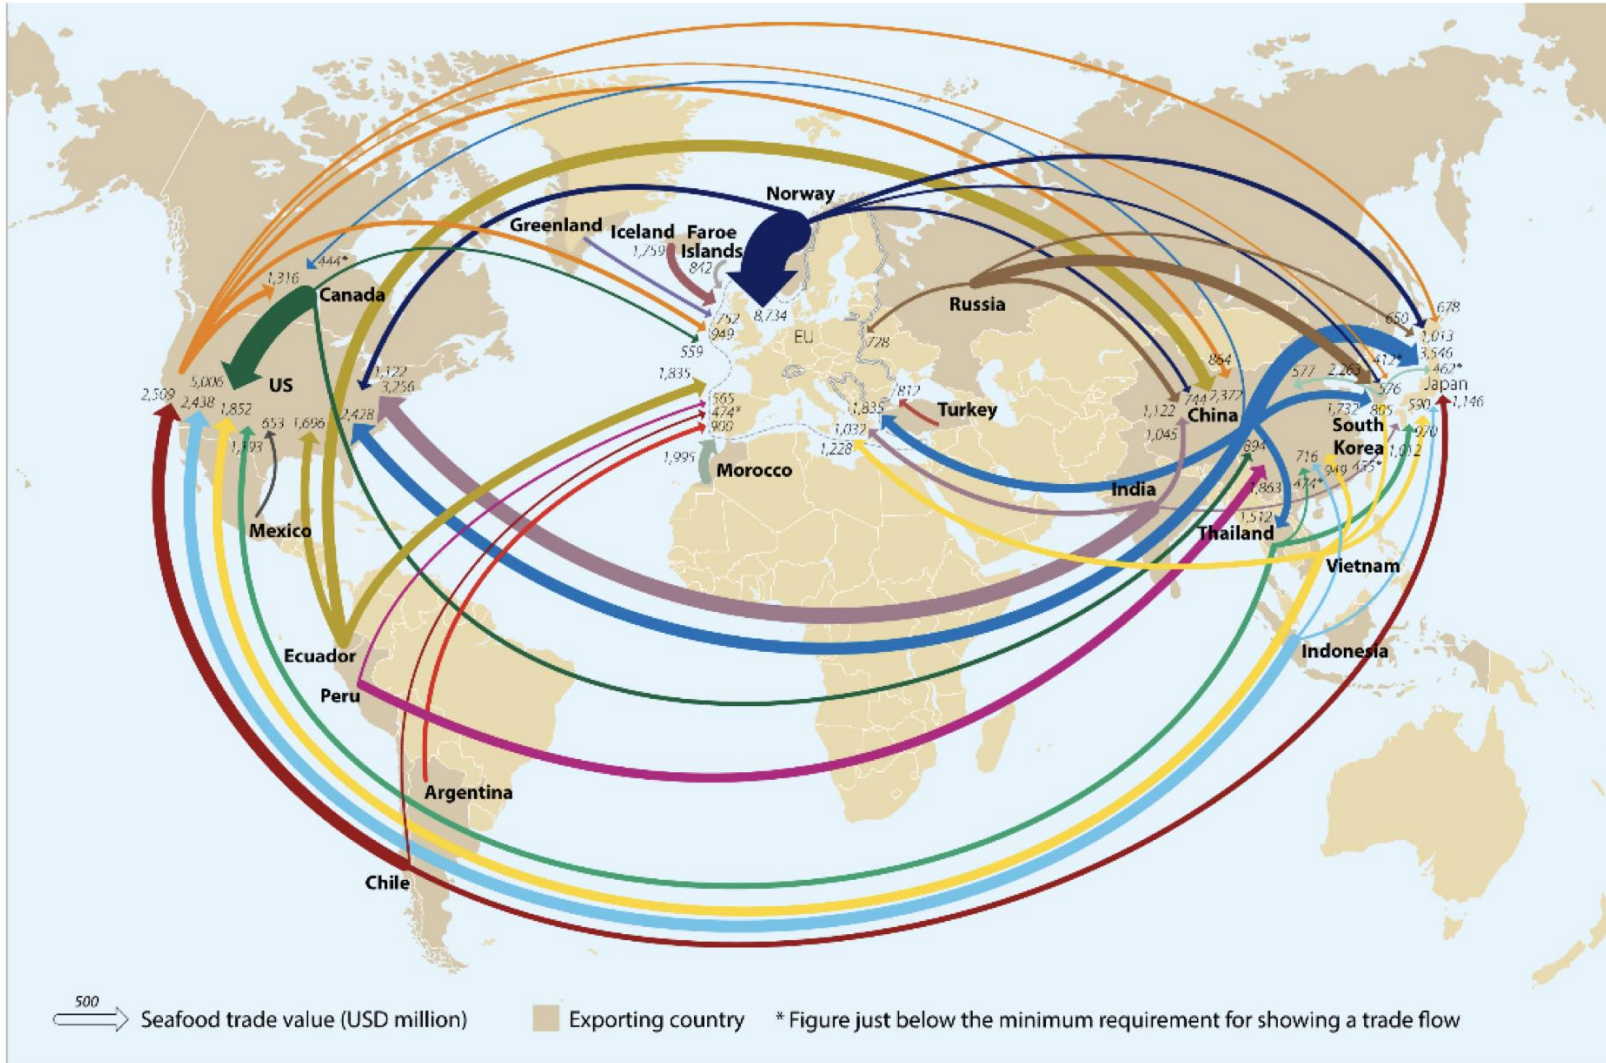 Norway
Greenland
Iceland
Faroe
Islands
1,759
842
444*
1,316
Canada
Russia
752
949
8,734
EU
728
559
650
678
1,013
3,546
412*
462*
Japan
1,146
590
970
1,012
455*
949
474*
716
577
2,263
576
1,732
805
South
Korea
864
2,372
744
1,122
China
1,045
894
1,863
1,512
5,006
US
2,509
2,438
1,852
1,193
653
1,696
1,122
3,256
2,428
1,835
565
474*
900
812
Turkey
1,835
1,032
1,228
1,995
Morocco
India
Thailand
Vietnam
Mexico
Ecuador
Indonesia
Peru
Argentina
Chile
500
Seafood trade value (USD million)
Exporting country
* Figure just below the minimum requirement for showing a trade flow